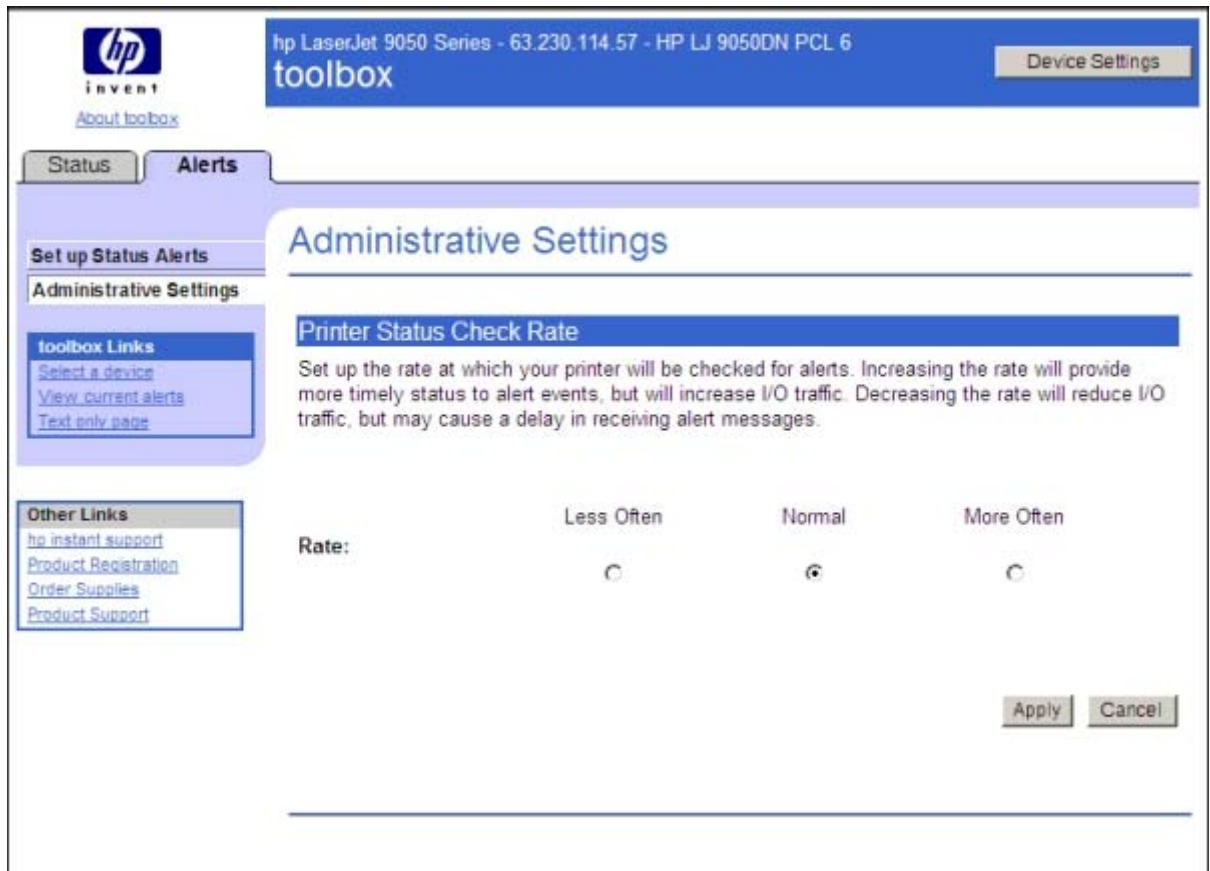 hp
invent
About toolbox
hp LaserJet 9050 Series - 63.230.114.57 - HP LJ 9050DN PCL 6
toolbox
Device Settings
Status
Alerts
Set up Status Alerts
Administrative Settings
toolbox Links
Select a device
View current alerts
Text only page
Other Links
hp instant support
Product Registration
Order Supplies
Product Support
Administrative Settings
Printer Status Check Rate
Set up the rate at which your printer will be checked for alerts. Increasing the rate will provide
more timely status to alert events, but will increase I/O traffic. Decreasing the rate will reduce I/O
traffic, but may cause a delay in receiving alert messages.
Less Often Normal More Often
Rate:
Apply Cancel